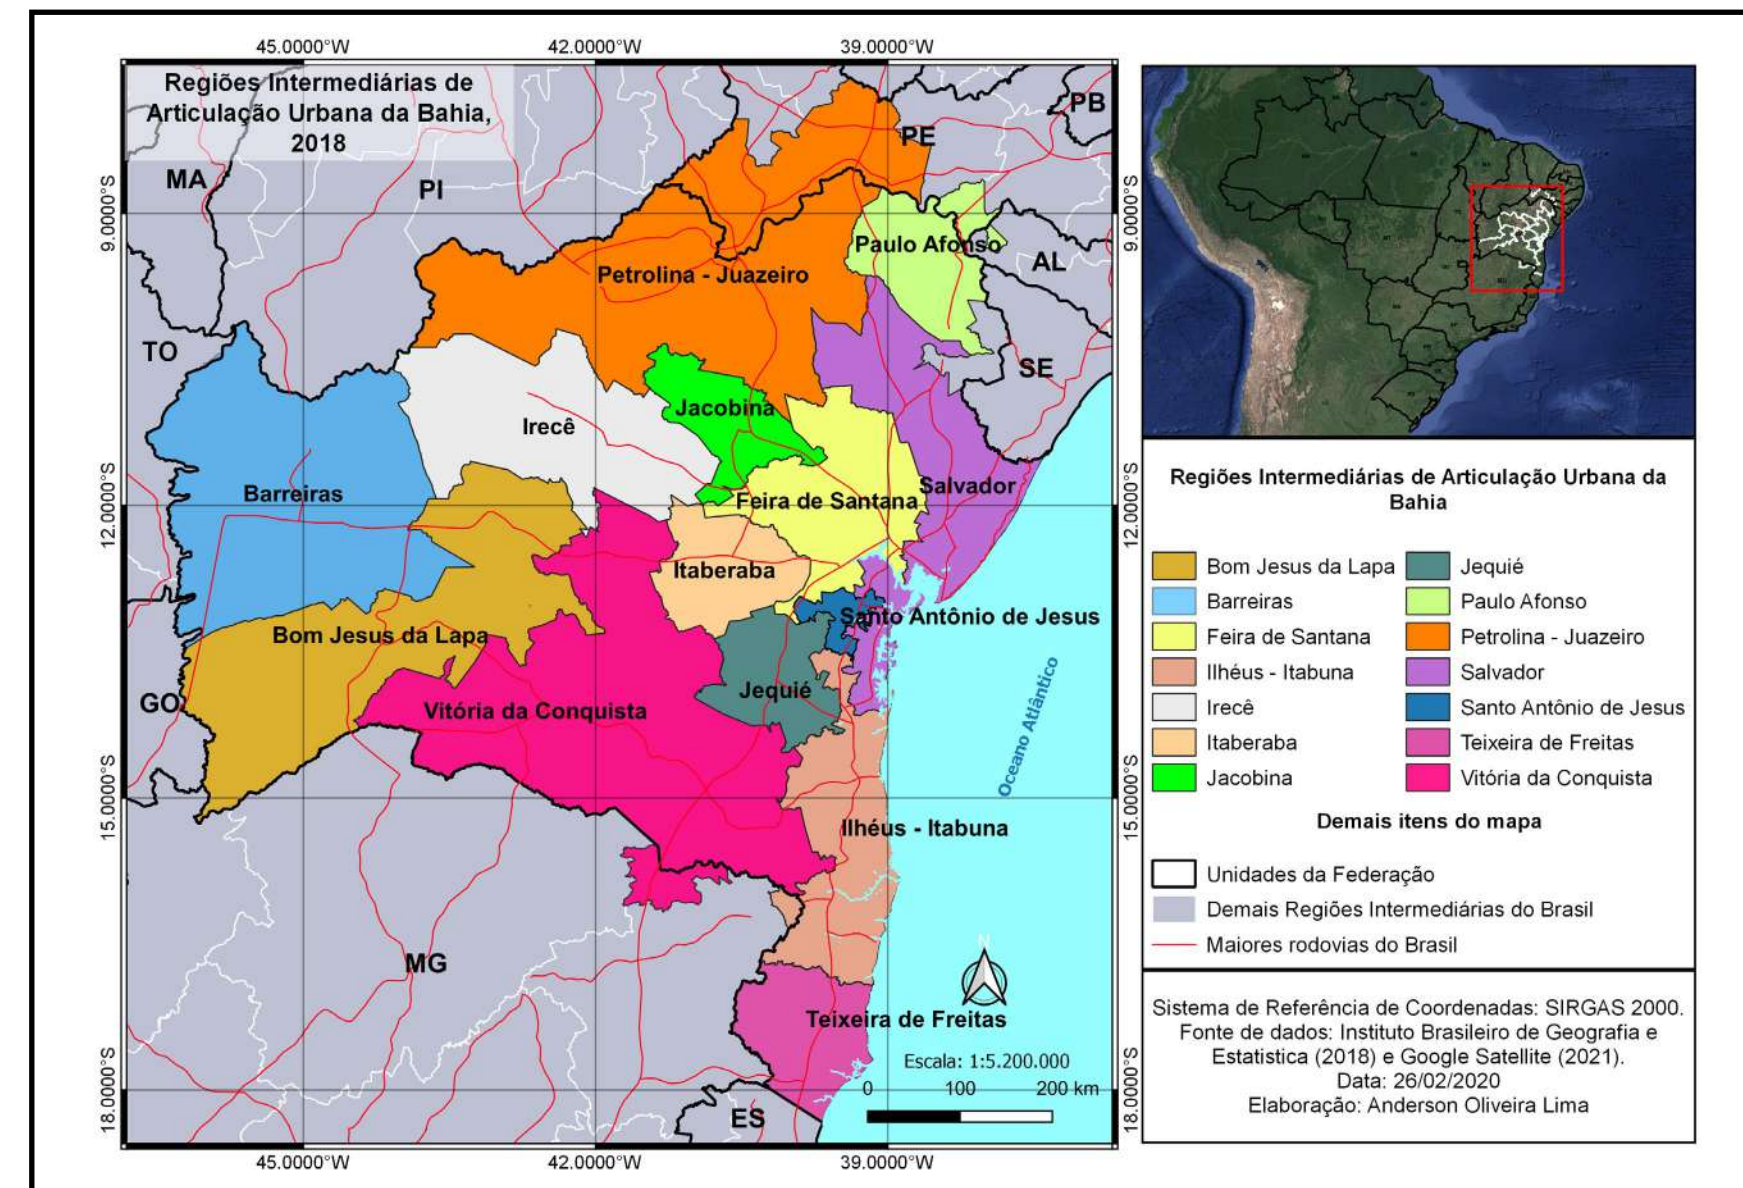 45.0000°W 42.0000°W 39.0000°W
Regiões Intermediárias de
Articulação Urbana da Bahia,
2018
PB
PE
MA
PI
9.0000°S
9.0000°S
Paulo Afonso
AL
Petrolina - Juazeiro
TO
SE
Jacobina
Irecê
Barreiras
Salvador
Feira de Santana
12.0000°S
12.0000°S
Itaberaba
Santo Antônio de Jesus
Bom Jesus da Lapa
Jequié
GO
Vitória da Conquista
Oceano Atlântico
15.0000°S
15.0000°S
Ilhéus - Itabuna
MG
N
Teixeira de Freitas
Escala: 1:5.200.000
0 100 200 km
18.0000°S
18.0000°S
ES
45.0000°W 42.0000°W 39.0000°W
Regiões Intermediárias de Articulação Urbana da
Bahia
Bom Jesus da Lapa Jequié
Barreiras Paulo Afonso
Feira de Santana Petrolina - Juazeiro
Ilhéus - Itabuna Salvador
Irecê Santo Antônio de Jesus
Itaberaba Teixeira de Freitas
Jacobina Vitória da Conquista
Demais itens do mapa
Unidades da Federação
Demais Regiões Intermediárias do Brasil
Maiores rodovias do Brasil
Sistema de Referência de Coordenadas: SIRGAS 2000.
Fonte de dados: Instituto Brasileiro de Geografia e
Estatistica (2018) e Google Satellite (2021).
Data: 26/02/2020
Elaboração: Anderson Oliveira Lima